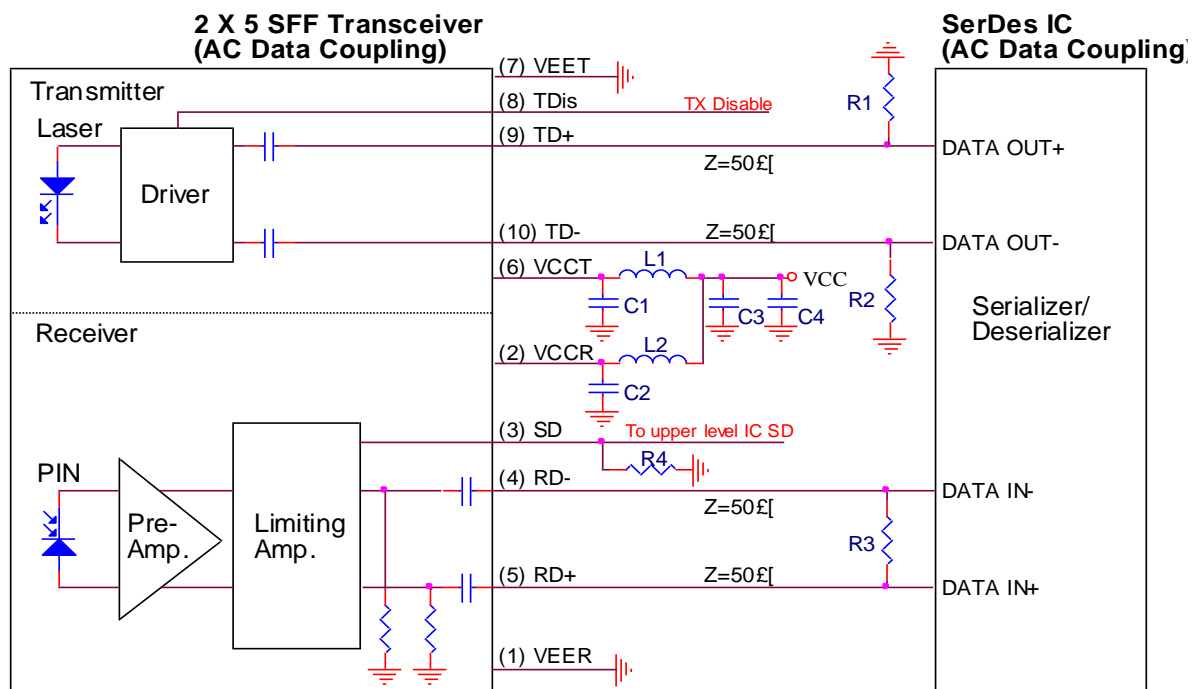 2 X 5 SFF Transceiver
(AC Data Coupling)
SerDes IC
(AC Data Coupling)
(7) VEET
Transmitter
(8) TDis
TX Disable
R1
Laser
(9) TD+
DATA OUT+
Z=50£[
Driver
(10) TD-
Z=50£[
DATA OUT-
(6) VCCT
L1
VCC
R2
C1
C3
C4
Serializer/
Deserializer
Receiver
(2) VCCR
L2
C2
(3) SD
To upper level IC SD
R4
PIN
(4) RD-
DATA IN-
Z=50£[
Pre-
Amp.
Limiting
Amp.
R3
(5) RD+
Z=50£[
DATA IN+
(1) VEER